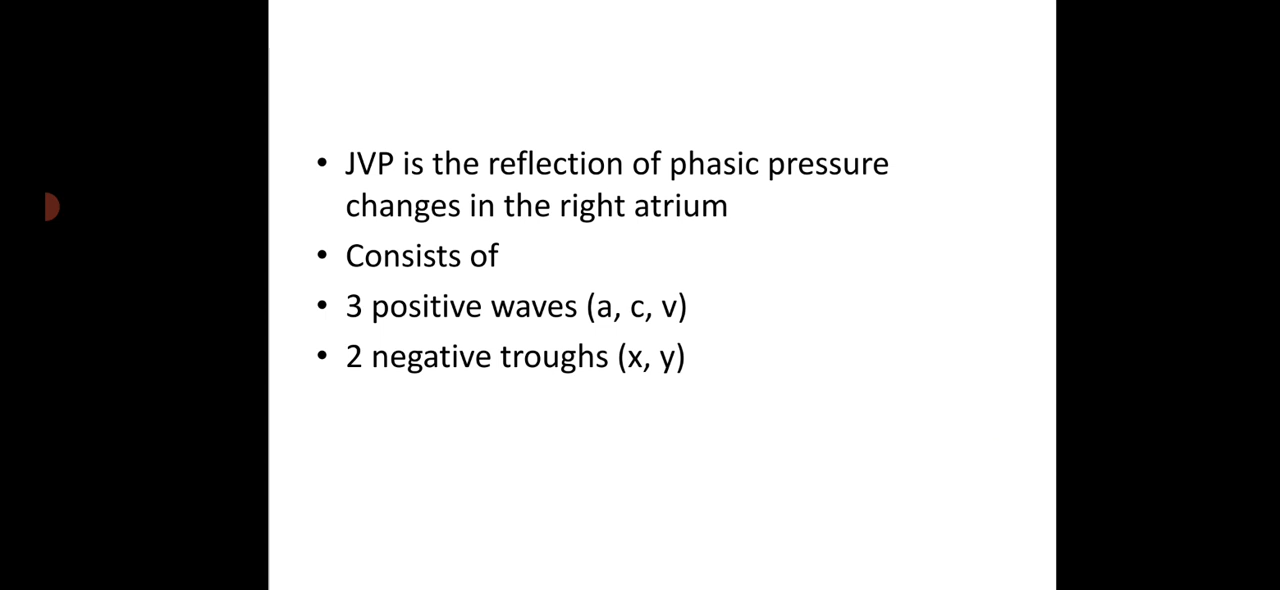 • JVP is the reflection of phasic pressure
changes in the right atrium
• Consists of
• 3 positive waves (a, c, v)
• 2 negative troughs (x, y)